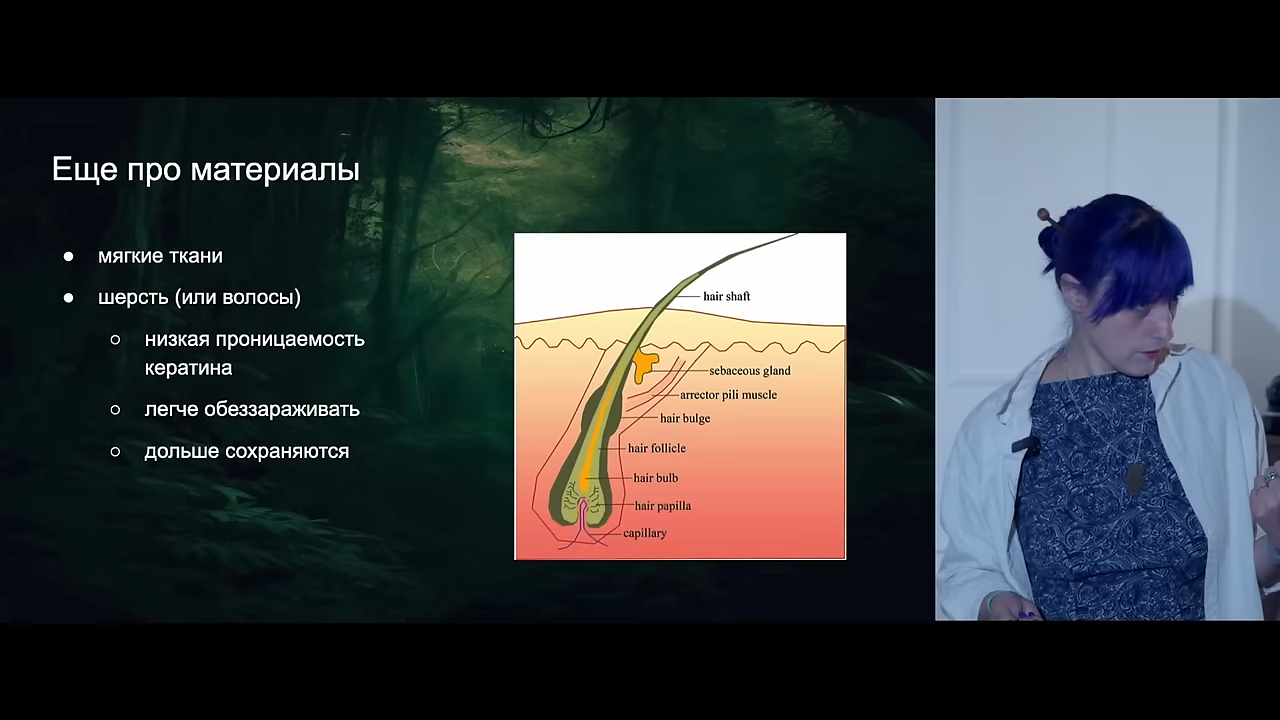 Еще про материалы
мягкие ткани
шерсть (или волосы)
низкая проницаемость
кератина
легче обеззараживать
дольше сохраняются
hair shaft
sebaceous gland
arrector pili muscle
hair bulge
hair follicle
hair bulb
hair papilla
capillary